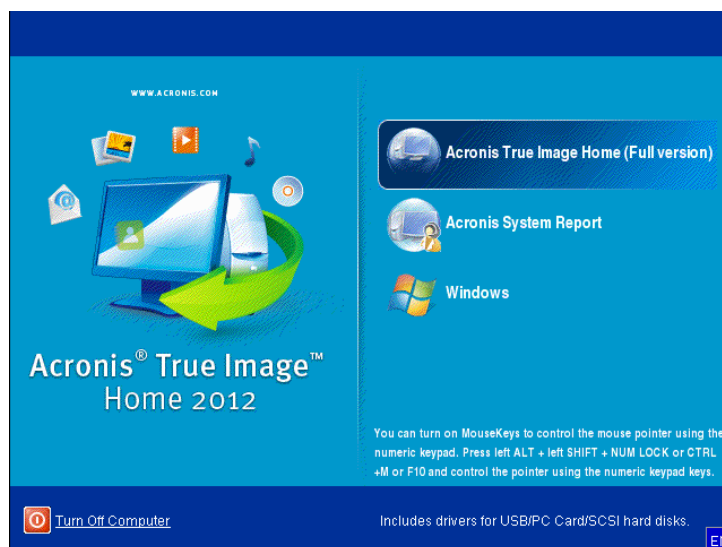 WWW.ACRONIS.COM
Acronis® True Image™
Home 2012
Acronis True Image Home (Full version)
Acronis System Report
Windows
You can turn on MouseKeys to control the mouse pointer using the
numeric keypad. Press left ALT + left SHIFT + NUM LOCK or CTRL
+M or F10 and control the pointer using the numeric keypad keys.
Turn Off Computer
Includes drivers for USB/PC Card/SCSI hard disks.